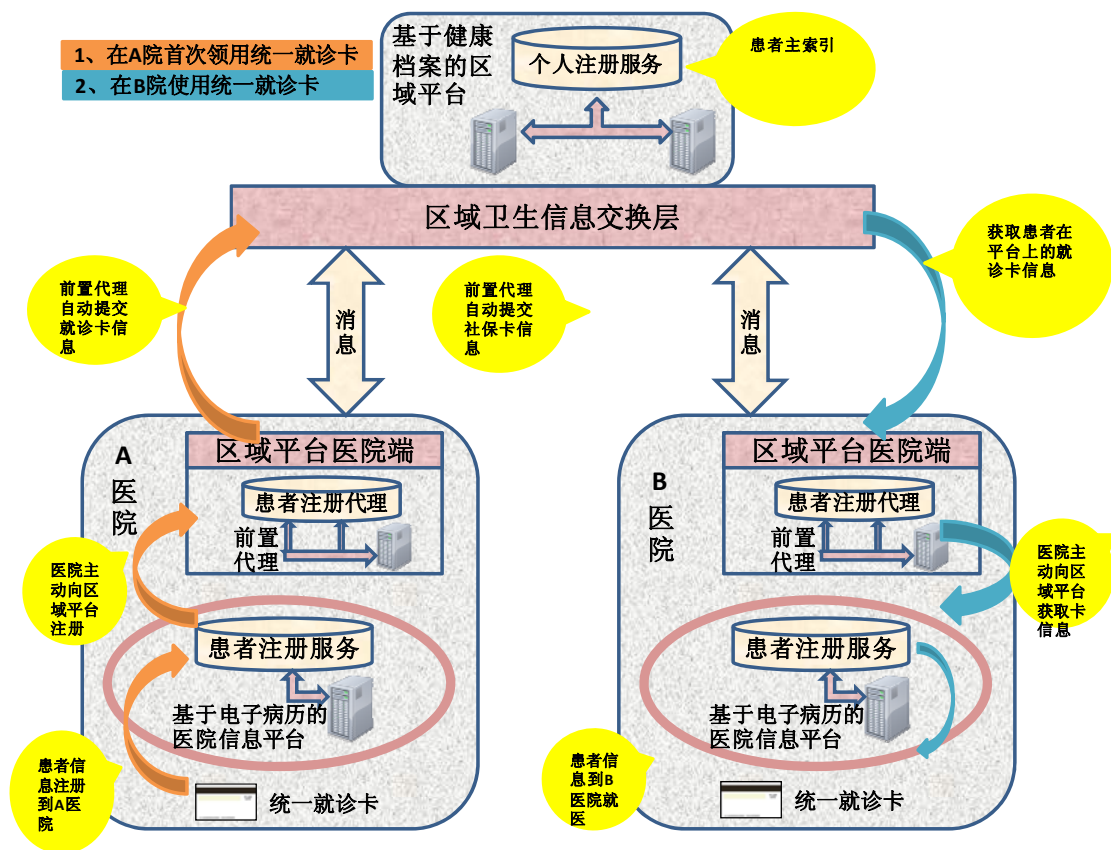 1、在A院首次领用统一就诊卡
2、在B院使用统一就诊卡
基于健康
档案的区
域平台
个人注册服务
患者主索引
区域卫生信息交换层
前置代理
自动提交
就诊卡信
息
消
息
前置代理
自动提交
社保卡信
息
消
息
获取患者在
平台上的就
诊卡信息
A
医
院
区域平台医院端
患者注册代理
前置
代理
医院主
动向区
域平台
注册
患者注册服务
基于电子病历的
医院信息平台
患者信
息注册
到A医
院
统一就诊卡
B
医
院
区域平台医院端
患者注册代理
前置
代理
医院主
动向区
域平台
获取卡
信息
患者注册服务
基于电子病历的
医院信息平台
患者信
息到B
医院就
医
统一就诊卡